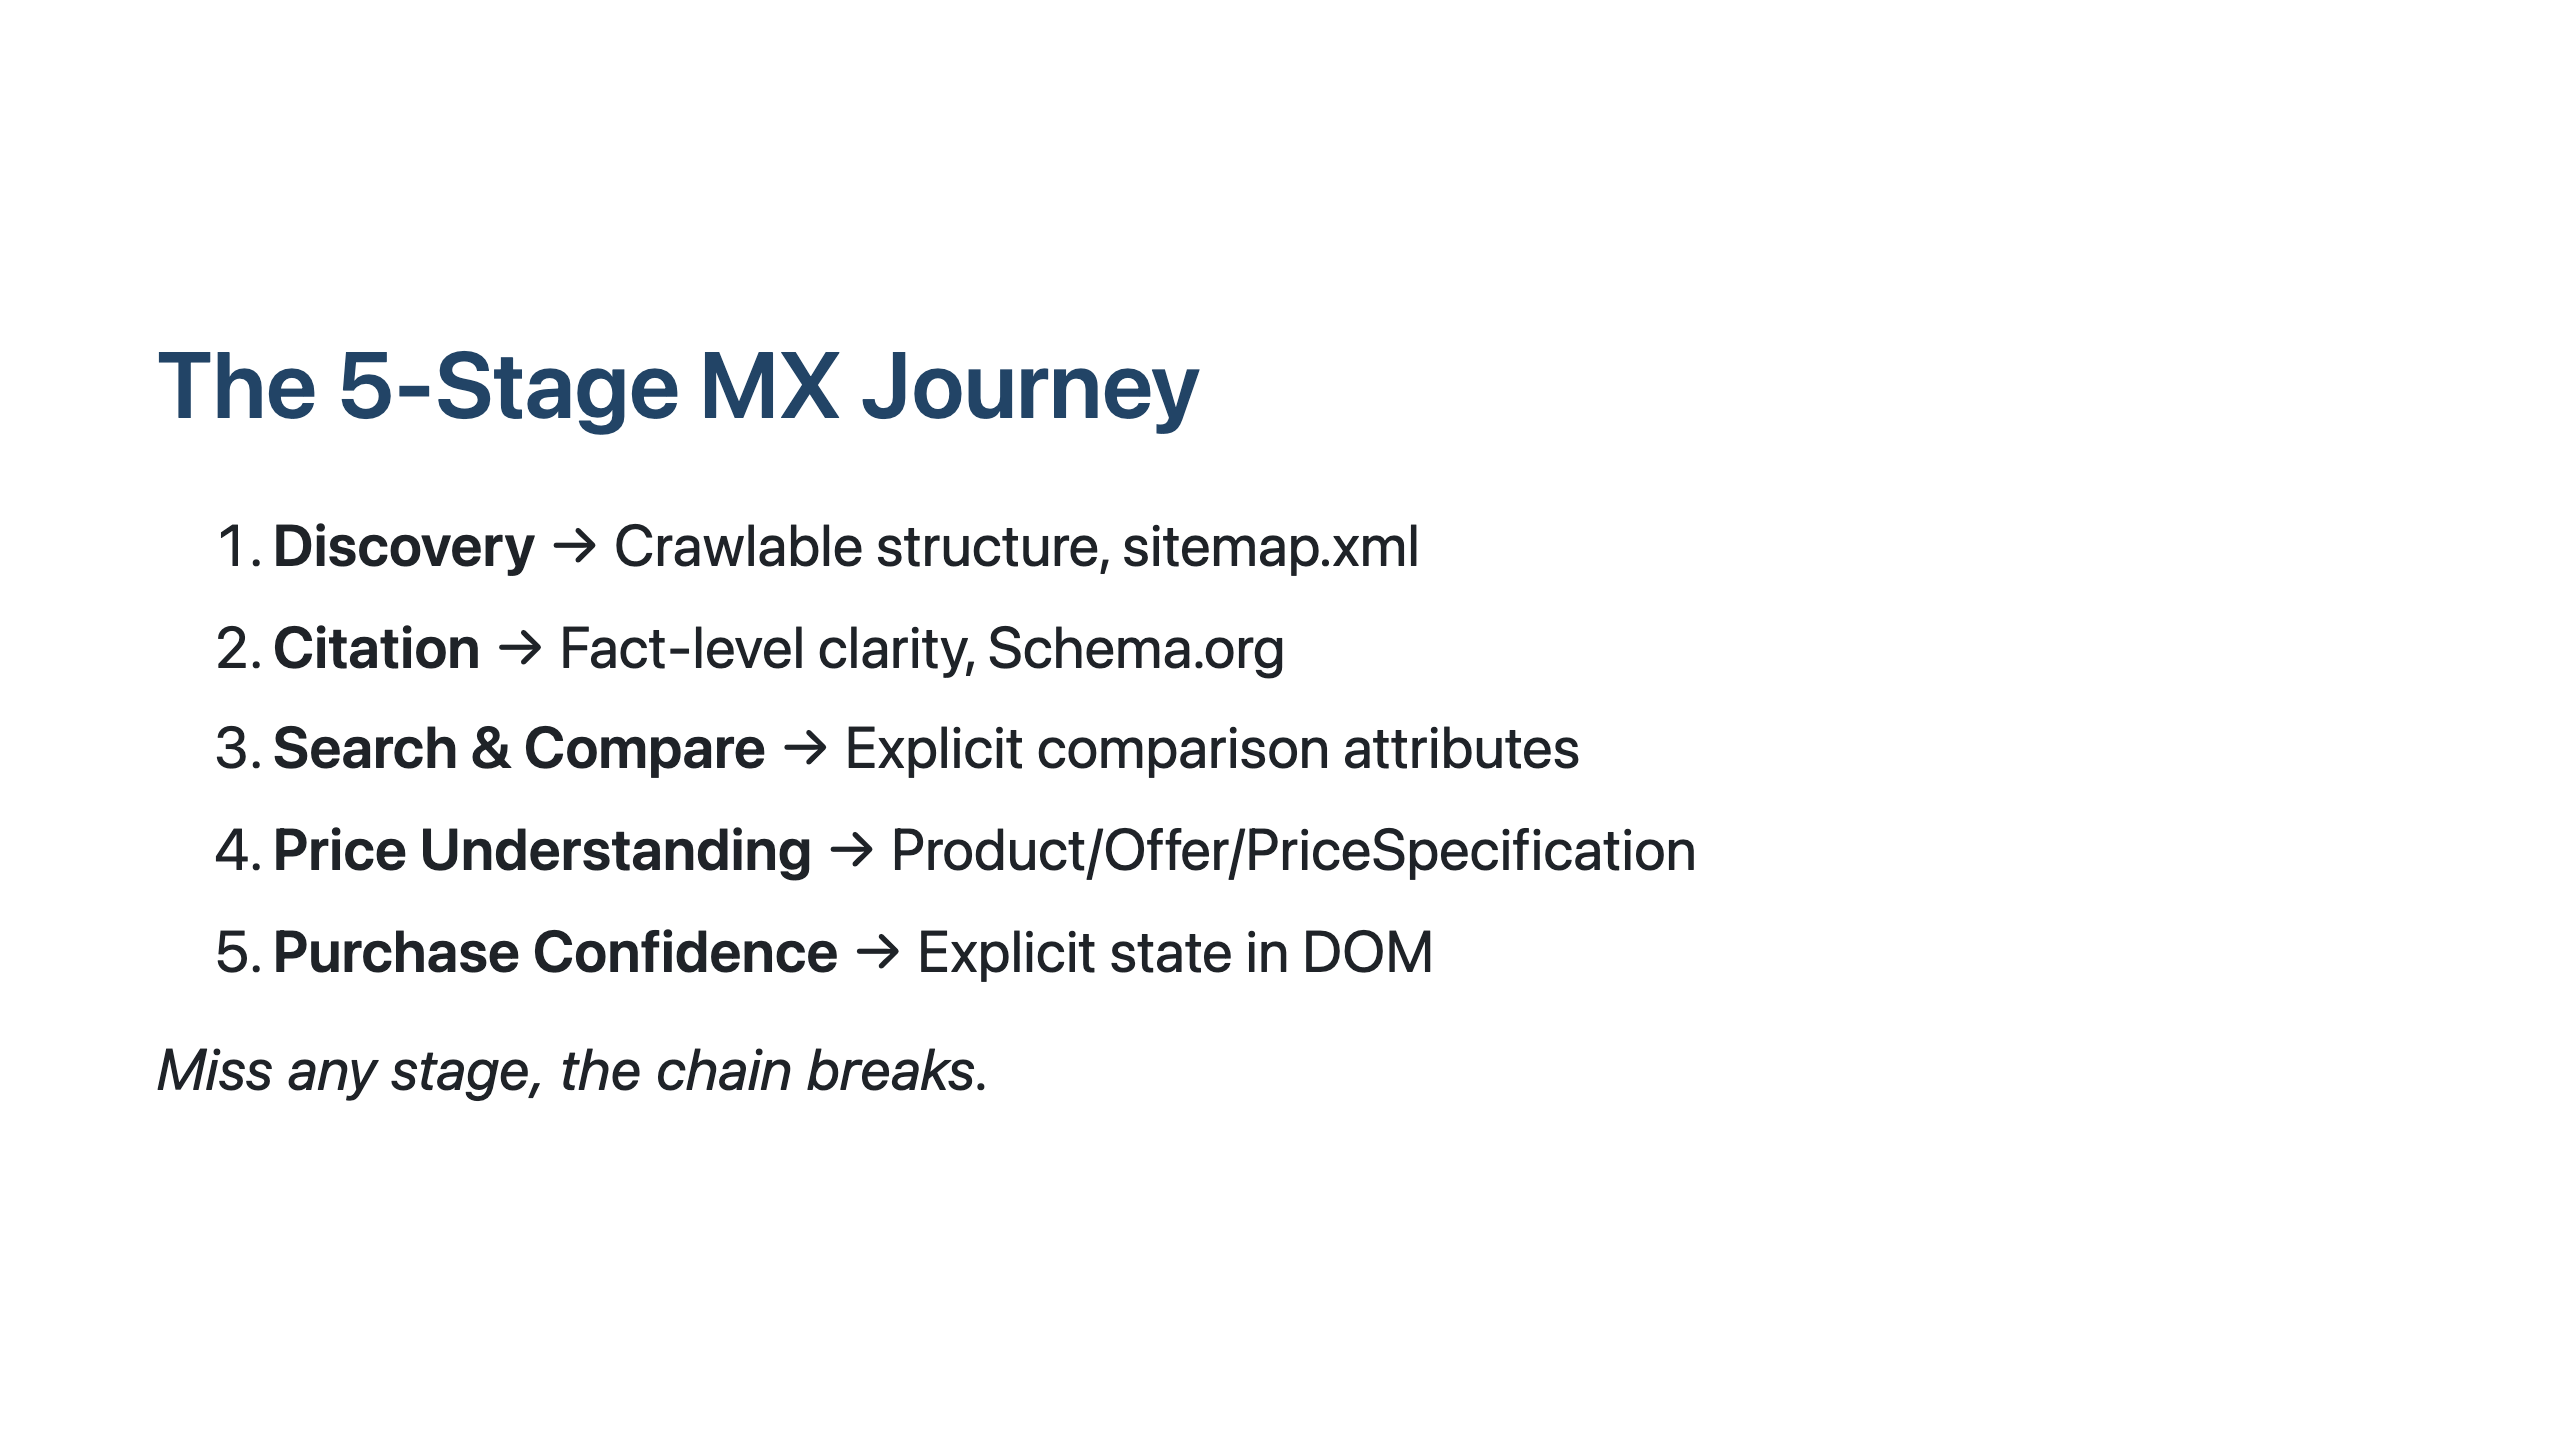 The 5-Stage MX Journey
1. Discovery → Crawlable structure, sitemap.xml
2. Citation → Fact-level clarity, Schema.org
3. Search & Compare → Explicit comparison attributes
4. Price Understanding → Product/Offer/PriceSpecification
5. Purchase Confidence → Explicit state in DOM
Miss any stage, the chain breaks.